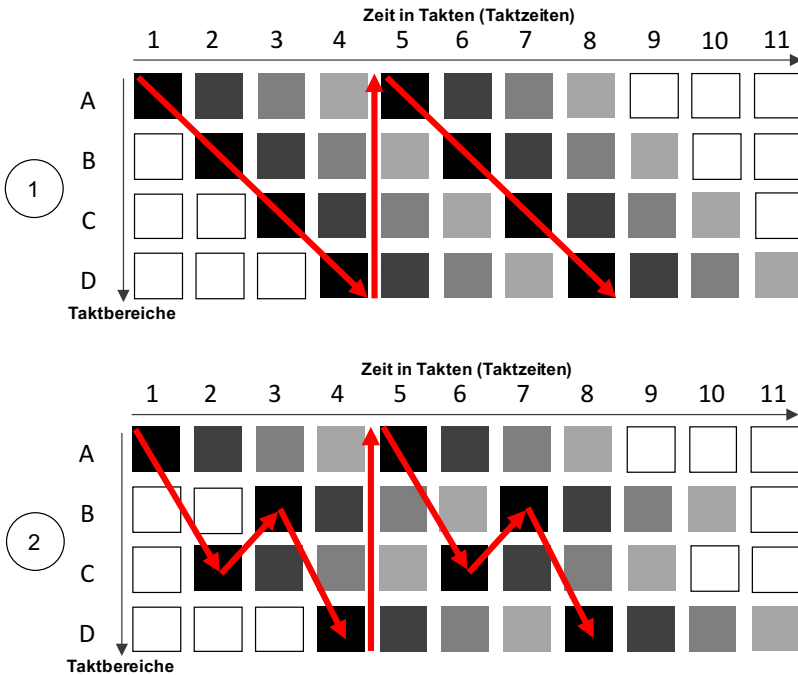 Zeit in Takten (Taktzeiten)
1 2 3 4 5 6 7 8 9 10 11
A
B
1
C
D
Taktbereiche
Zeit in Takten (Taktzeiten)
1 2 3 4 5 6 7 8 9 10 11
A
B
2
C
D
Taktbereiche